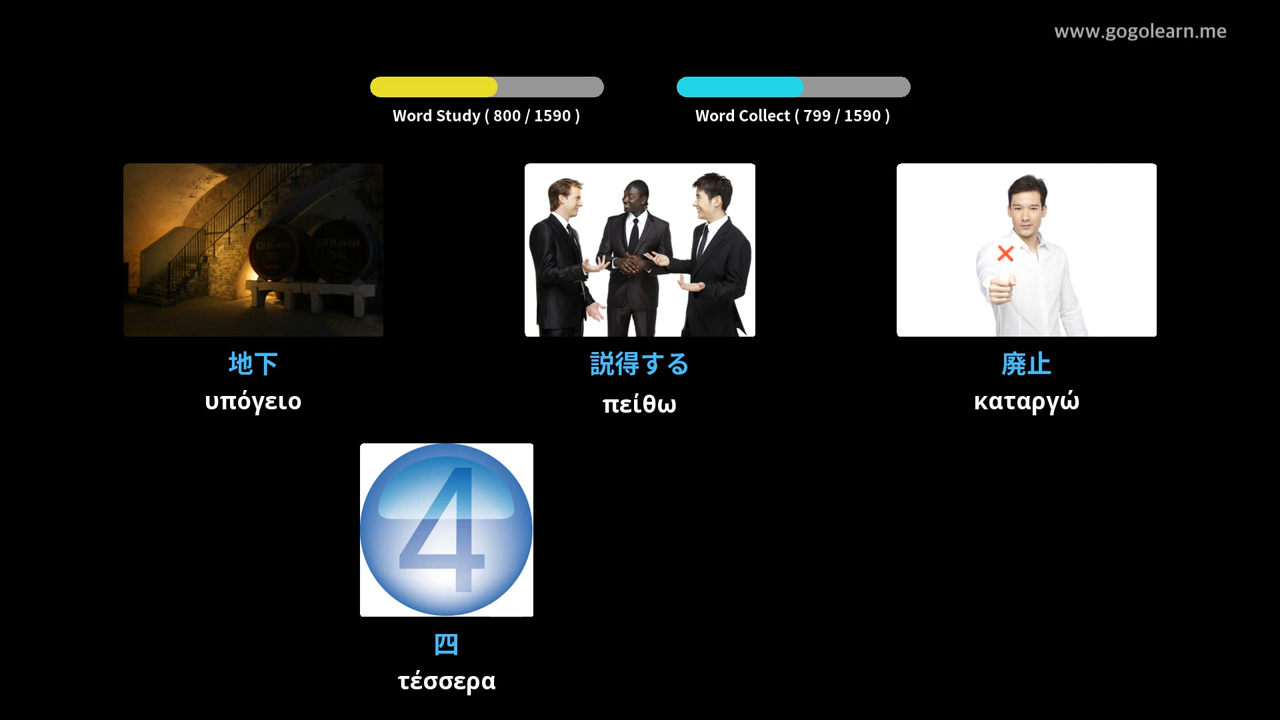 www.gogolearn.me
Word Study ( 800 / 1590 )
Word Collect ( 799 / 1590 )
地下
説得する
廃止
υπόγειο
πείθω
καταργώ
4
四
τέσσερα